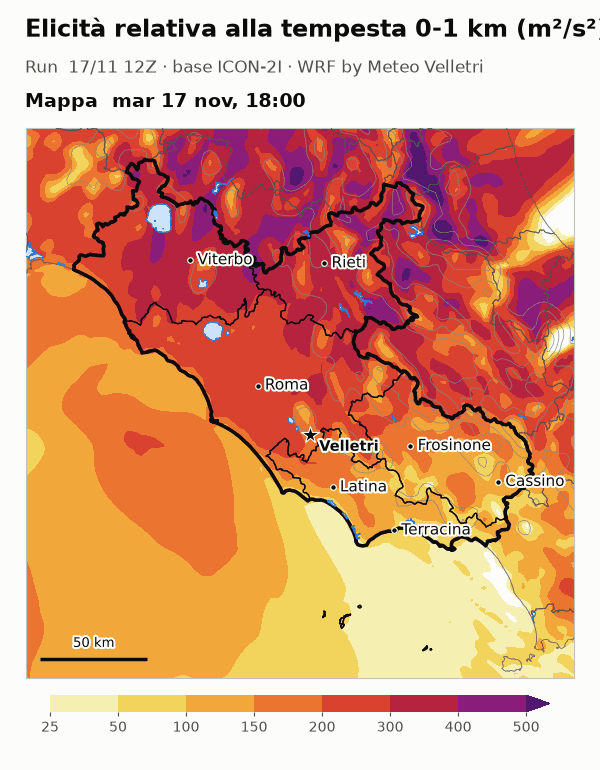 Elicità relativa alla tempesta 0-1 km (m²/s²)
Run 17/11 12Z · base ICON-2I · WRF by Meteo Velletri
Mappa mar 17 nov, 18:00
Viterbo
Rieti
Roma
Velletri
Frosinone
Cassino
Latina
Terracina
50 km
25 50 100 150 200 300 400 500